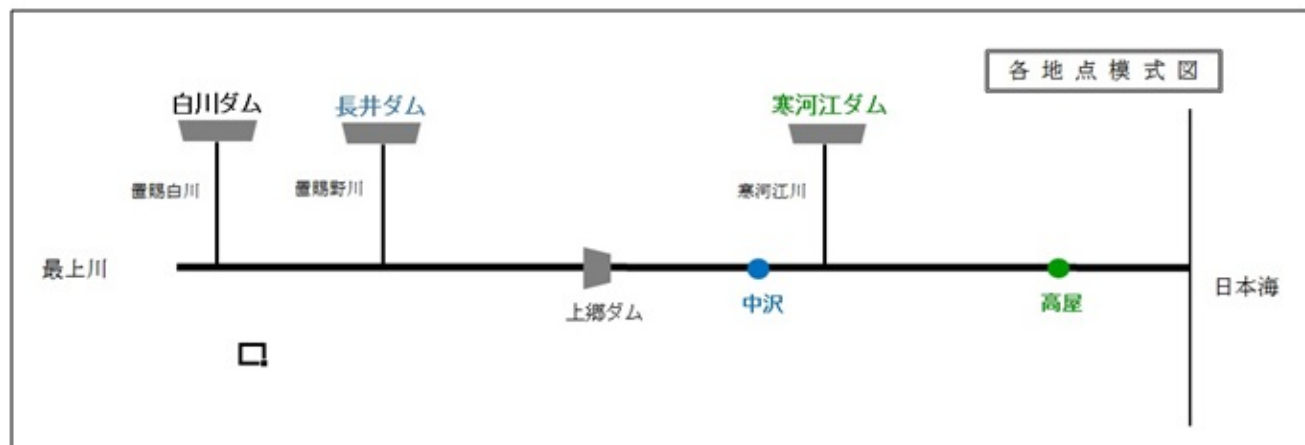 各地点模式図
白川ダム
長井ダム
寒河江ダム
置賜白川
置賜野川
寒河江川
最上川
上郷ダム
中沢
高屋
日本海